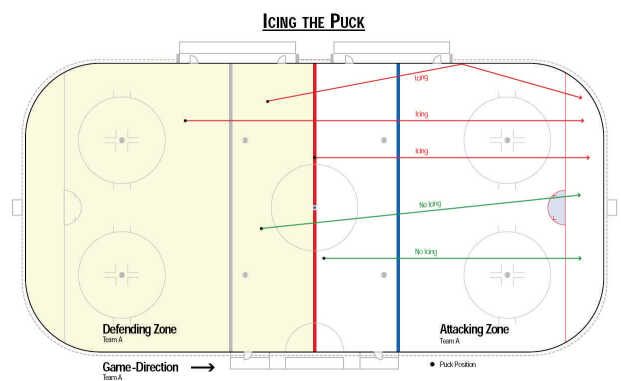 Icing the Puck
Icing
Icing
Icing
No Icing
No Icing
Defending Zone
Team A
Attacking Zone
Team A
Game-Direction
Team A
Puck Position